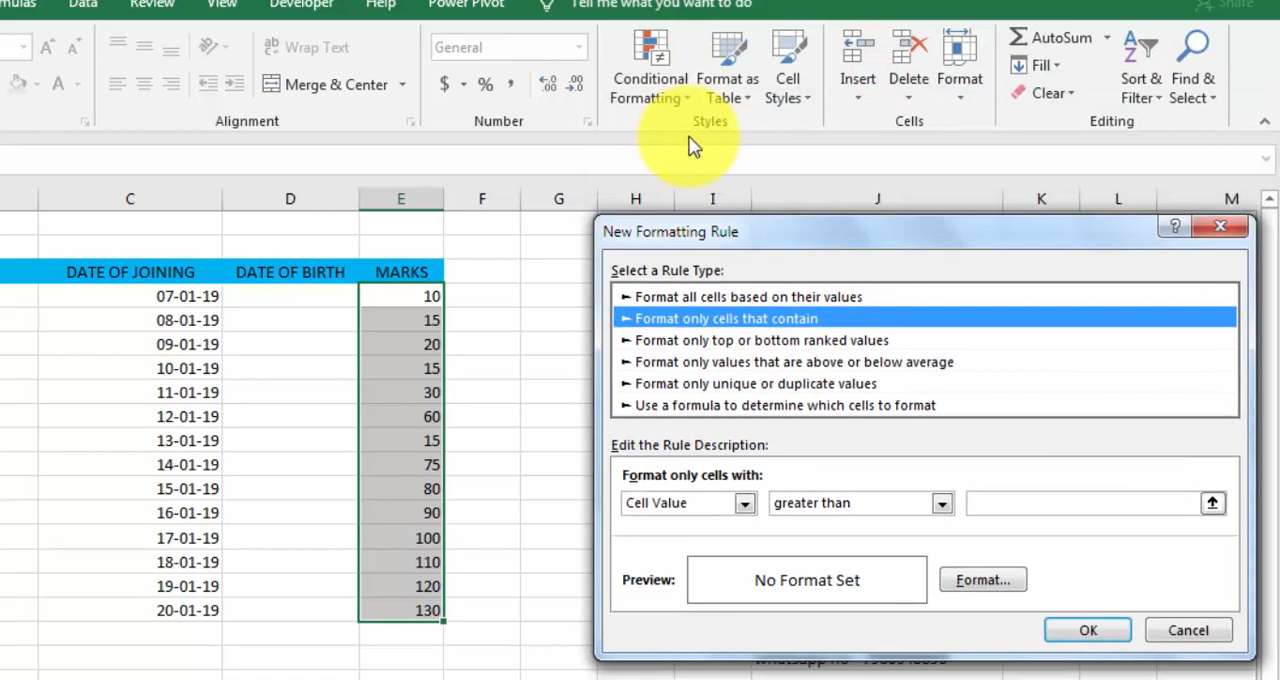 mulas Data Review View Developer Help Power Pivot Tell me what you want to do Share
Wrap Text
General
Merge & Center
$ % ,
Conditional Formatting
Format as Table
Cell Styles
Insert
Delete
Format
AutoSum
Fill
Clear
Sort & Filter
Find & Select
Alignment Number Styles Cells Editing
C D E F G H I J K L M
DATE OF JOINING DATE OF BIRTH MARKS
07-01-19 10
08-01-19 15
09-01-19 20
10-01-19 15
11-01-19 30
12-01-19 60
13-01-19 15
14-01-19 75
15-01-19 80
16-01-19 90
17-01-19 100
18-01-19 110
19-01-19 120
20-01-19 130
New Formatting Rule
Select a Rule Type:
► Format all cells based on their values
► Format only cells that contain
► Format only top or bottom ranked values
► Format only values that are above or below average
► Format only unique or duplicate values
► Use a formula to determine which cells to format
Edit the Rule Description:
Format only cells with:
Cell Value greater than
Preview: No Format Set Format...
OK Cancel